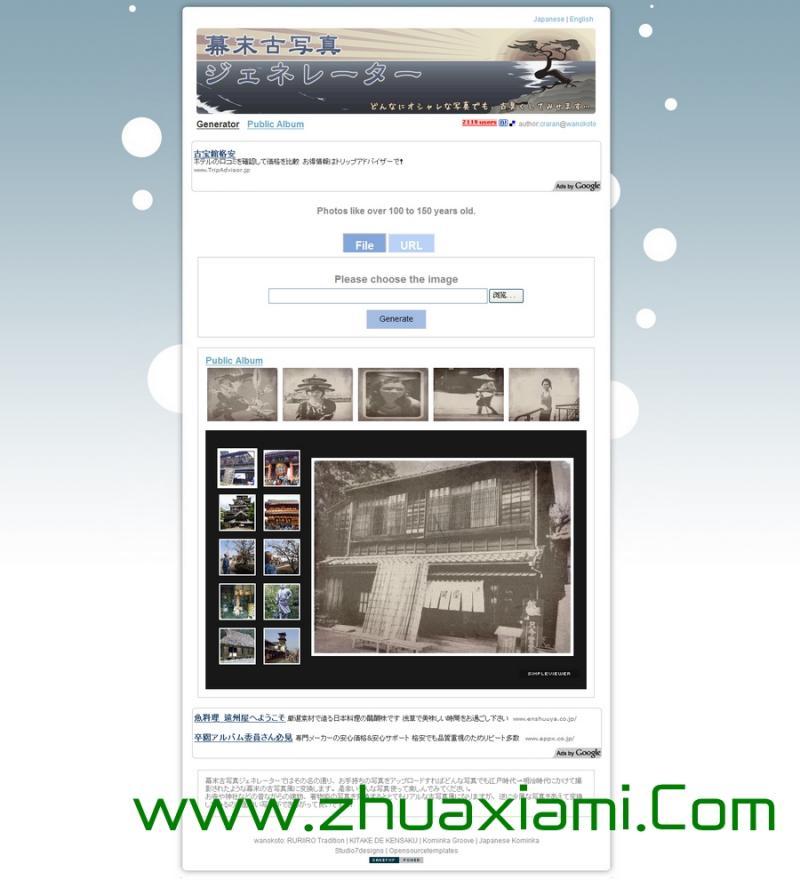 Japanese | English
幕末古写真
ジェネレーター
どんなにオシャレな写真でも、古臭くしてみせます…
Generator Public Album
2118 users author:craran@wanokoto
古宝館格安
ホテルの口コミを確認して価格を比較 お得情報はトリップアドバイザーで!
www.TripAdvisor.jp
Ads by Google
Photos like over 100 to 150 years old.
File URL
Please choose the image
浏览...
Generate
Public Album
SIMPLEVIEWER
魚料理 遠州屋へようこそ 厳選素材で造る日本料理の醍醐味です 浅草で美味しい時間をお過ごし下さい www.enshuuya.co.jp/
卒園アルバム委員さん必見 専門メーカーの安心価格&安心サポート 格安でも品質重視のためリピート多数 www.appx.co.jp/
Ads by Google
幕末古写真ジェネレーターではその名の通り、お手持ちの写真をアップロードすればどんな写真でも江戸時代~明治時代にかけて撮
影されたような幕末の古写真風に変換します。是非いろんな写真使って楽しんでみてください。
www.zhuaxiami.Com
wanokoto: RURIIRO Tradition | KITAKE DE KENSAKU | Kominka Groove | Japanese Kominka
Studio7designs | Opensourcetemplates
CAKEPHP POWER